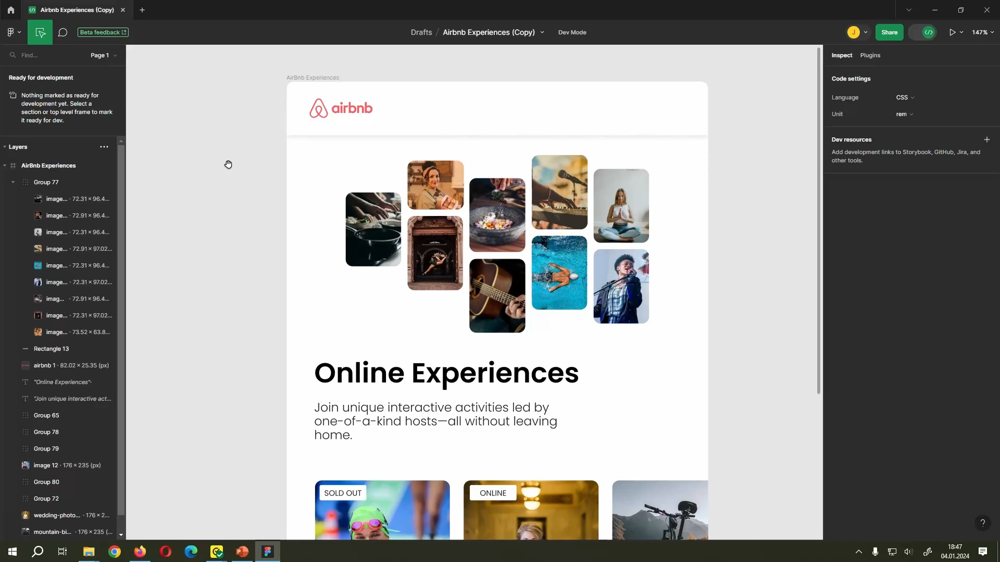 Airbnb Experiences (Copy)
Beta feedback
Drafts / Airbnb Experiences (Copy)
Dev Mode
J
Share
147%
Find...
Page 1
Ready for development
Nothing marked as ready for
development yet. Select a
section or top level frame to mark
it ready for dev.
Layers
AirBnb Experiences
Group 77
image... · 72.31 × 96.4...
image... · 72.91 × 96.4...
image... · 72.31 × 96.4...
image... · 72.91 × 97.02...
image... · 72.31 × 96.4...
image... · 72.31 × 97.02...
imag... · 72.91 × 96.4...
image... · 72.31 × 97.02...
image... · 73.52 × 63.8...
Rectangle 13
airbnb 1 · 82.02 × 25.35 (px)
"Online Experiences"·
"Join unique interactive act...
Group 65
Group 78
Group 79
image 12 · 176 × 235 (px)
Group 80
Group 72
wedding-photo... · 176 × 2...
mountain-bi... · 176 × 235 (...
AirBnb Experiences
airbnb
Online Experiences
Join unique interactive activities led by
one-of-a-kind hosts—all without leaving
home.
SOLD OUT
ONLINE
Inspect
Plugins
Code settings
Language
CSS
Unit
rem
Dev resources
Add development links to Storybook, GitHub, Jira, and
other tools.
?
18:47
04.01.2024